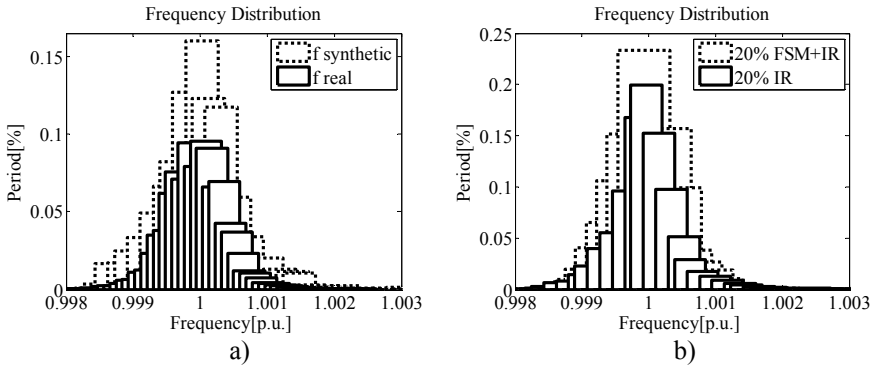 Frequency Distribution
0.15
0.1
0.05
0
Period[%]
f synthetic
f real
0.998 0.999 1 1.001 1.002 1.003
Frequency[p.u.]
a)
Frequency Distribution
0.25
0.2
0.15
0.1
0.05
0
Period[%]
20% FSM+IR
20% IR
0.998 0.999 1 1.001 1.002 1.003
Frequency[p.u.]
b)